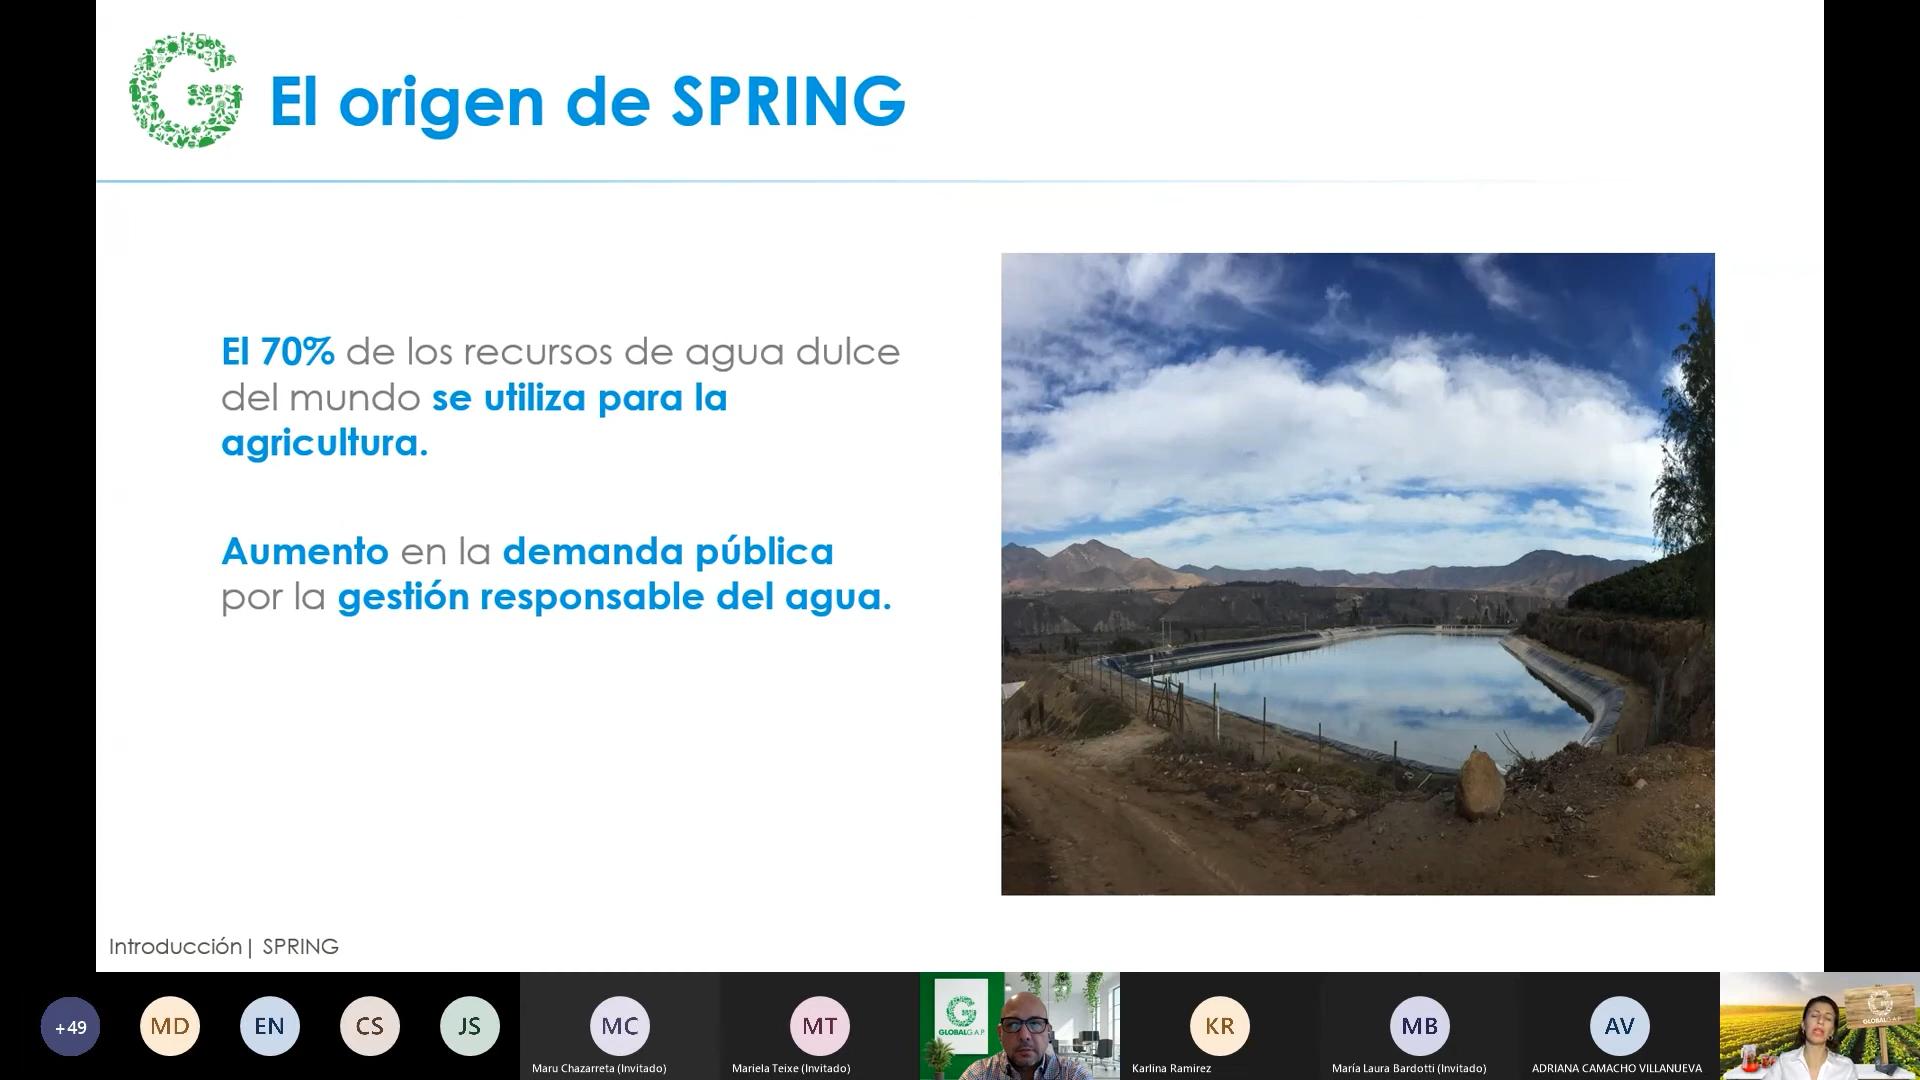 El origen de SPRING
El 70% de los recursos de agua dulce
del mundo se utiliza para la
agricultura.
Aumento en la demanda pública
por la gestión responsable del agua.
Introducción| SPRING
+49
MD
EN
CS
JS
MC
Maru Chazarreta (Invitado)
MT
Mariela Teixe (Invitado)
GLOBALG.A.P.
KR
Karlina Ramirez
MB
María Laura Bardotti (Invitado)
AV
ADRIANA CAMACHO VILLANUEVA
GLOBALG.A.P.